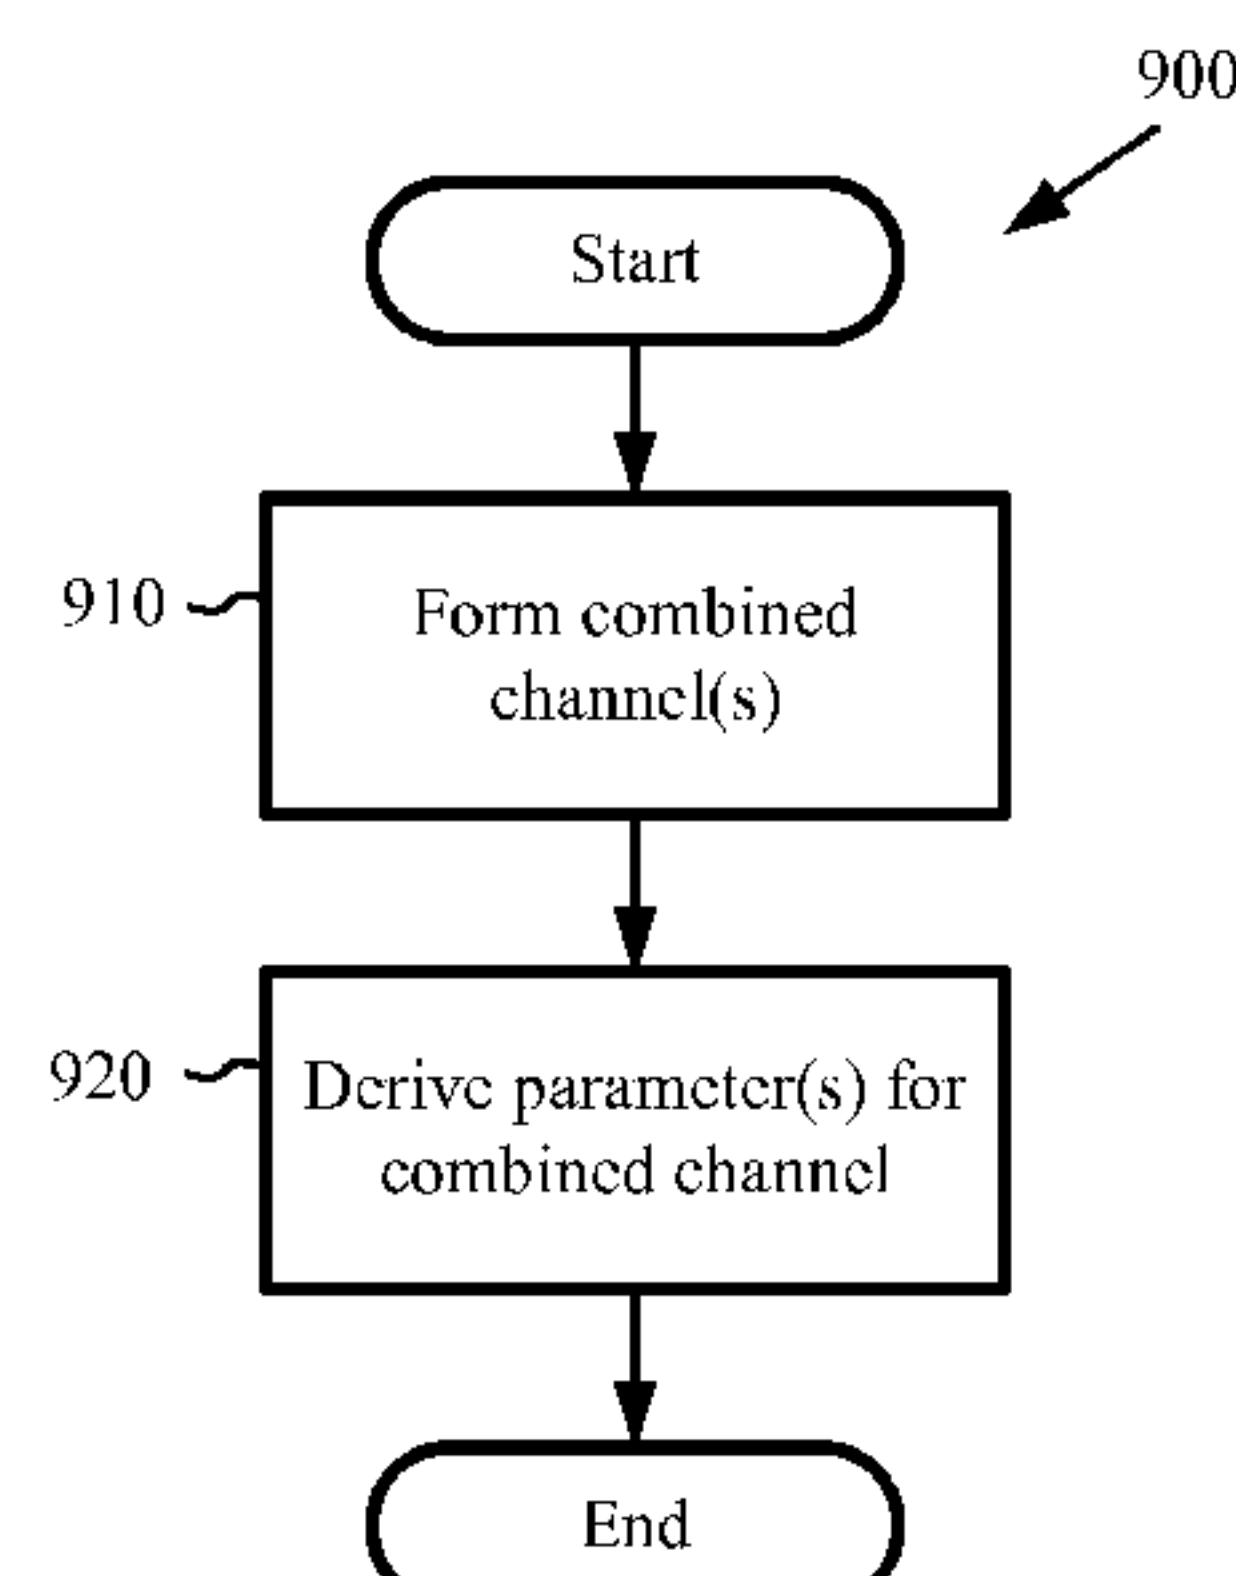 900
Start
910
Form combined
channel(s)
920
Derive parameter(s) for
combined channel
End